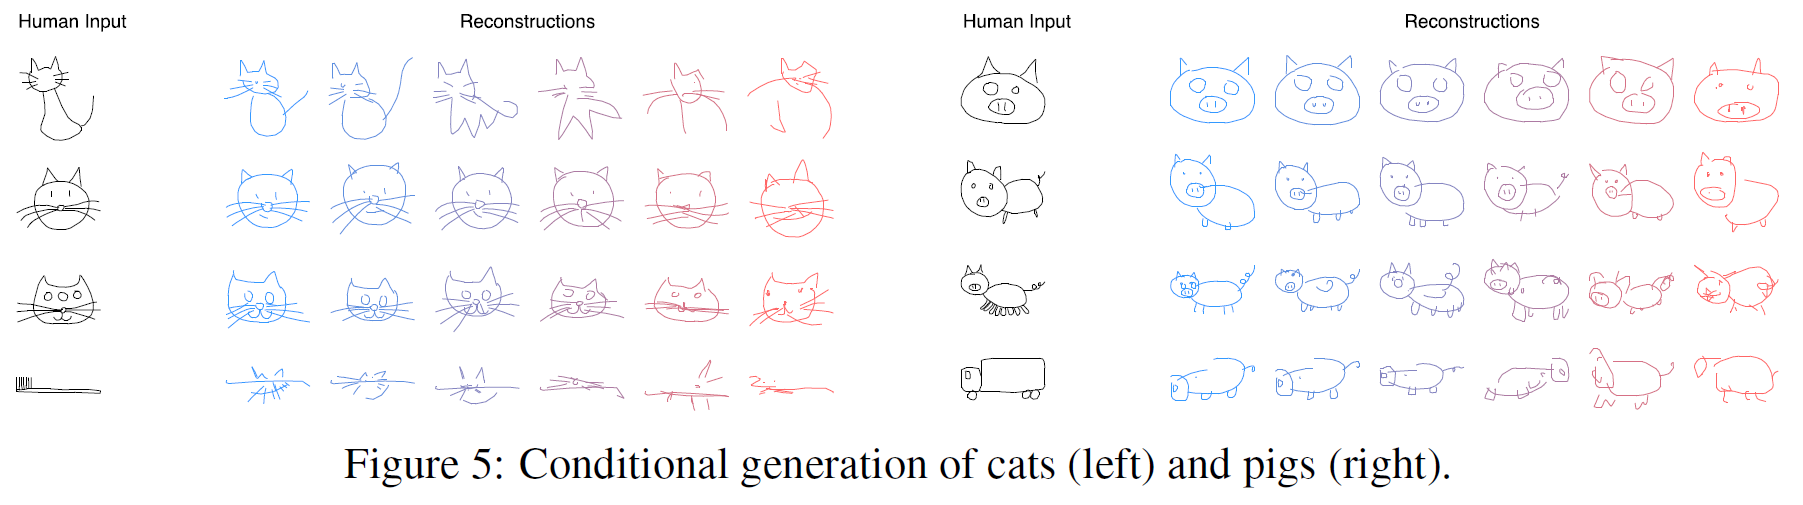 Human Input Reconstructions Human Input Reconstructions
Figure 5: Conditional generation of cats (left) and pigs (right).